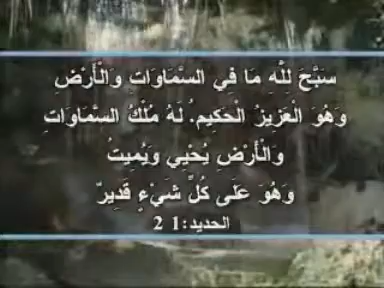 سَبَّحَ لِلَّهِ مَا فِي السَّمَاوَاتِ وَالْأَرْضِ
وَهُوَ الْعَزِيزُ الْحَكِيمُ. لَهُ مُلْكُ السَّمَاوَاتِ
وَالْأَرْضِ يُحْيِي وَيُمِيتُ
وَهُوَ عَلَى كُلِّ شَيْءٍ قَدِيرٌ
الحديد: 1 2